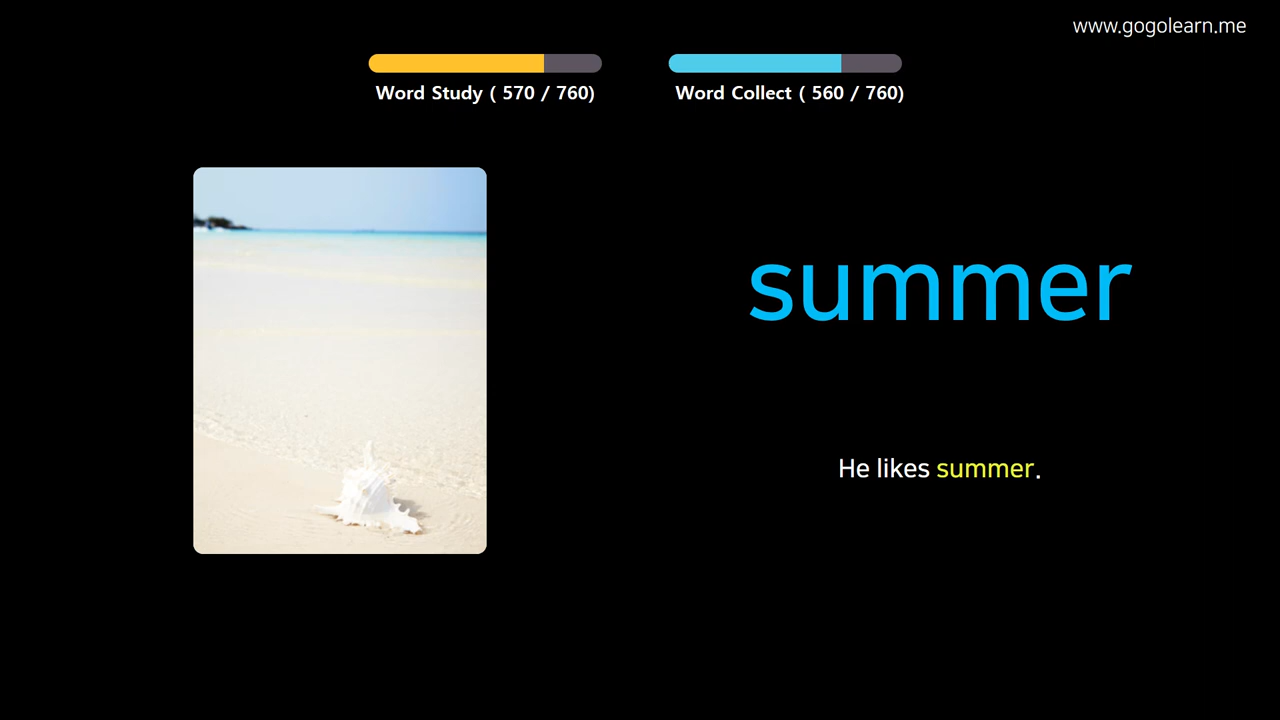 www.gogolearn.me
Word Study ( 570 / 760)
Word Collect ( 560 / 760)
summer
He likes summer.